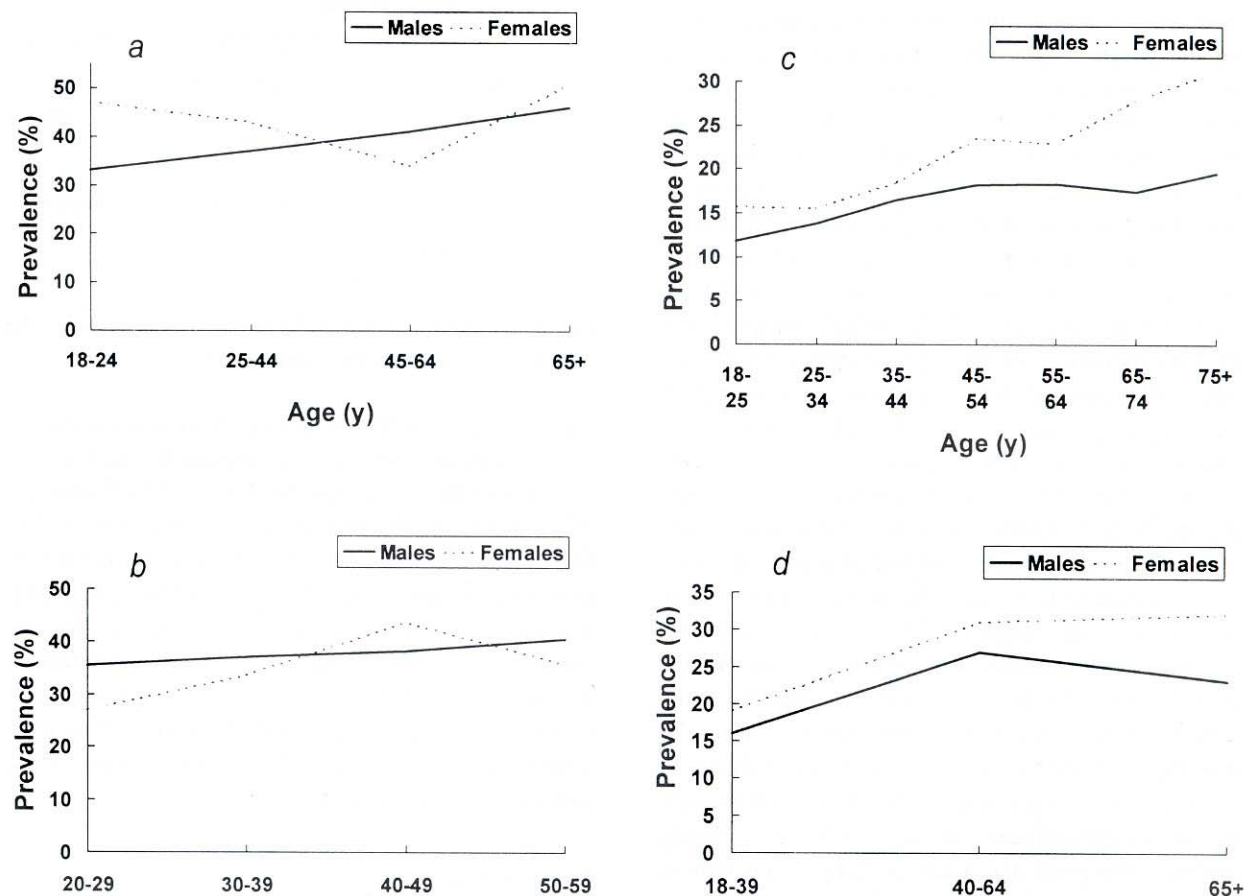 Males Females
a
Prevalence (%)
50
40
30
20
10
0
18-24 25-44 45-64 65+
Age (y)
Males Females
c
Prevalence (%)
30
25
20
15
10
5
0
18- 25- 35- 45- 55- 65- 75+
25 34 44 54 64 74
Age (y)
Males Females
b
Prevalence (%)
50
40
30
20
10
0
20-29 30-39 40-49 50-59
Males Females
d
Prevalence (%)
35
30
25
20
15
10
5
0
18-39 40-64 65+